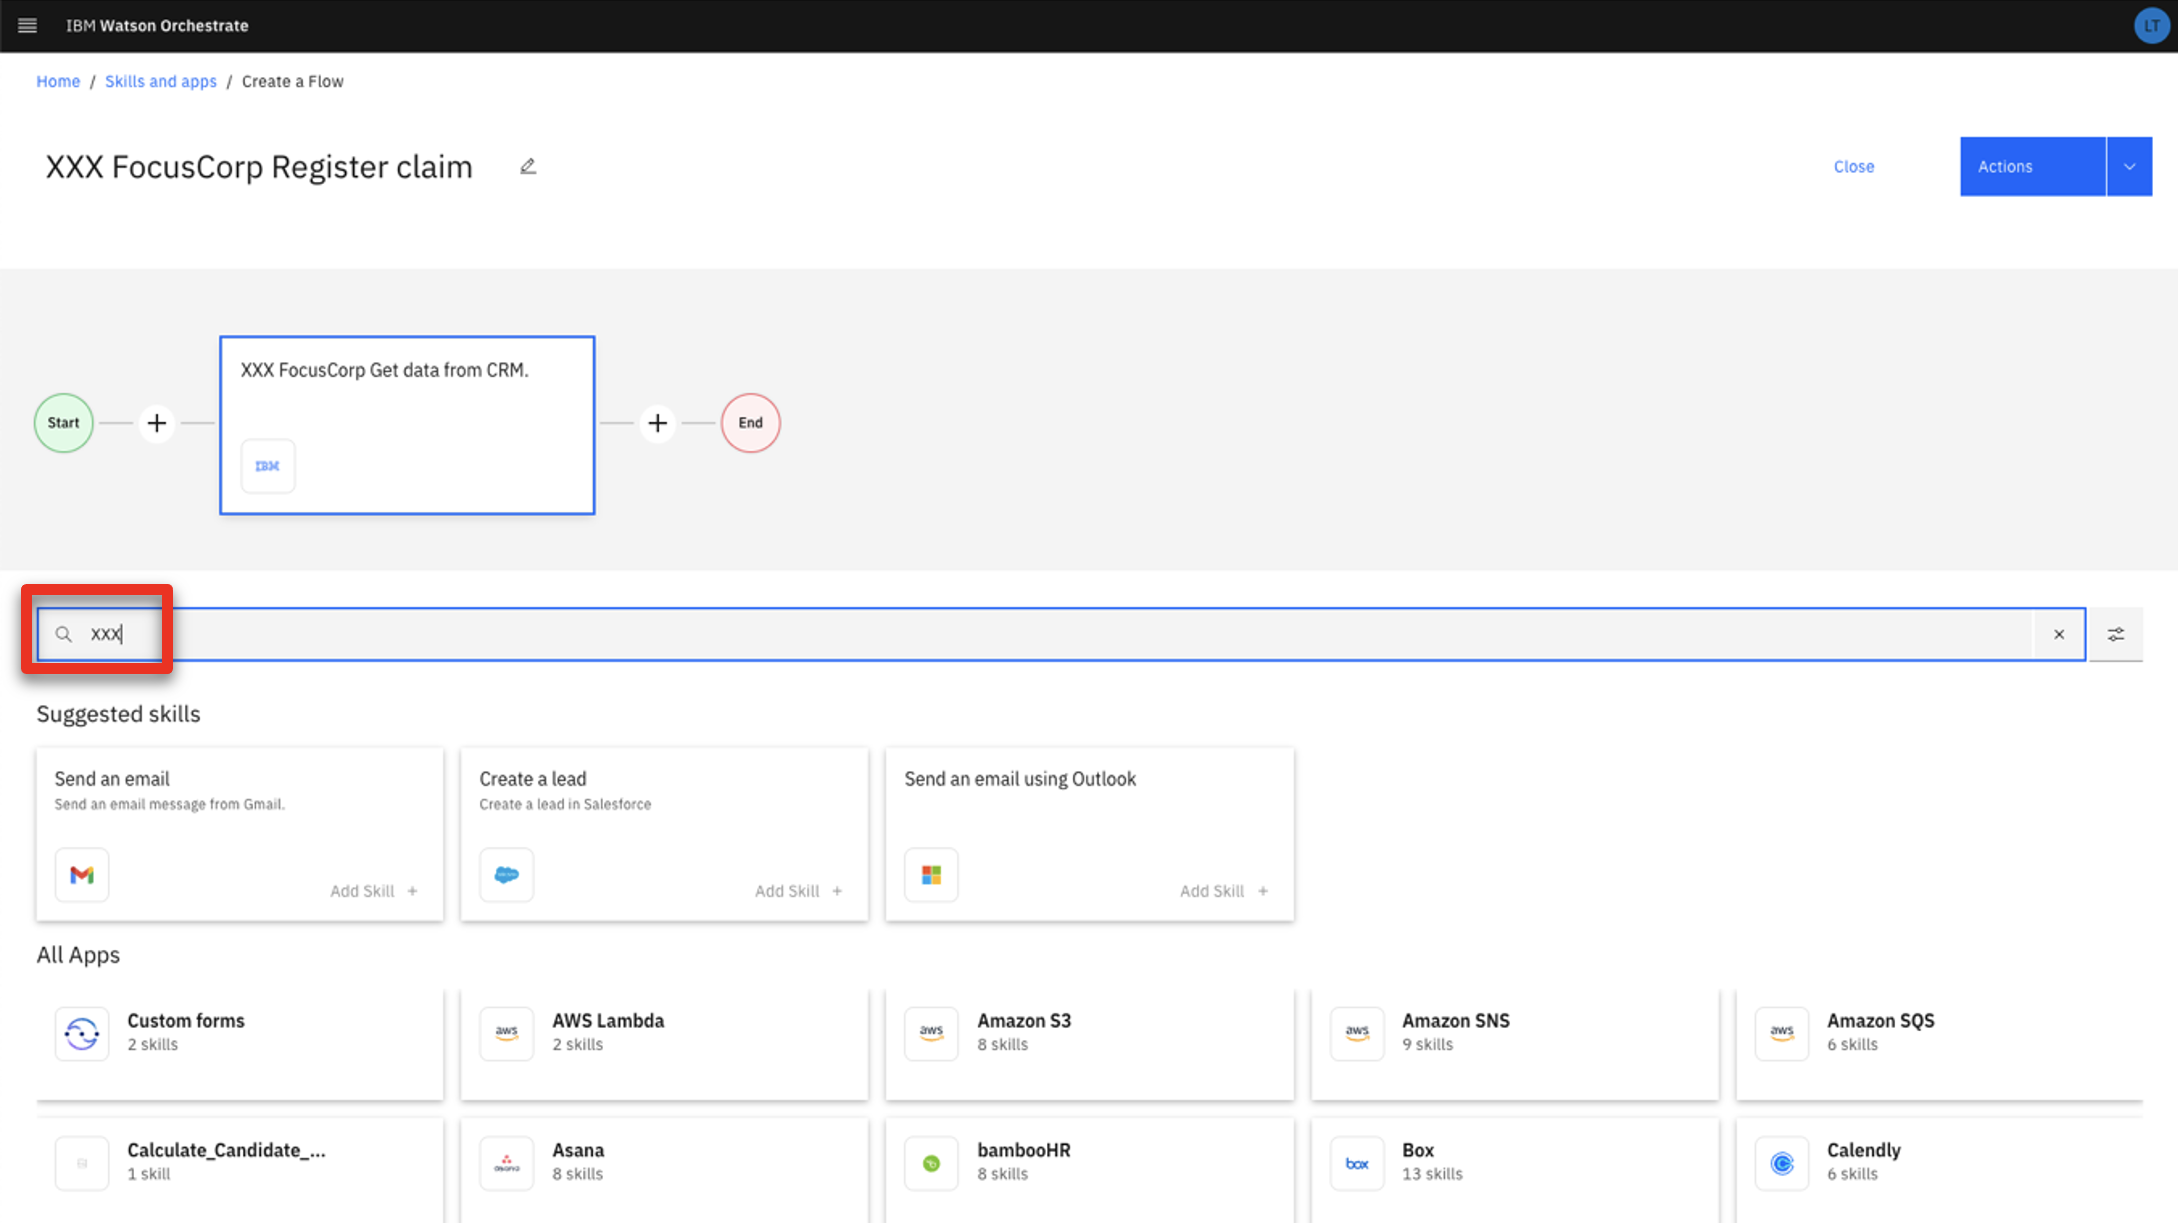 IBM Watson Orchestrate
LT
Home / Skills and apps / Create a Flow
XXX FocusCorp Register claim
Close
Actions
XXX FocusCorp Get data from CRM.
Start
End
IBM
XXX
Suggested skills
Send an email
Send an email message from Gmail.
Add Skill +
Create a lead
Create a lead in Salesforce
Add Skill +
Send an email using Outlook
Add Skill +
All Apps
Custom forms
2 skills
aws
AWS Lambda
2 skills
aws
Amazon S3
8 skills
aws
Amazon SNS
9 skills
aws
Amazon SQS
6 skills
Calculate_Candidate_...
1 skill
asana
Asana
8 skills
bambooHR
8 skills
box
Box
13 skills
Calendly
6 skills